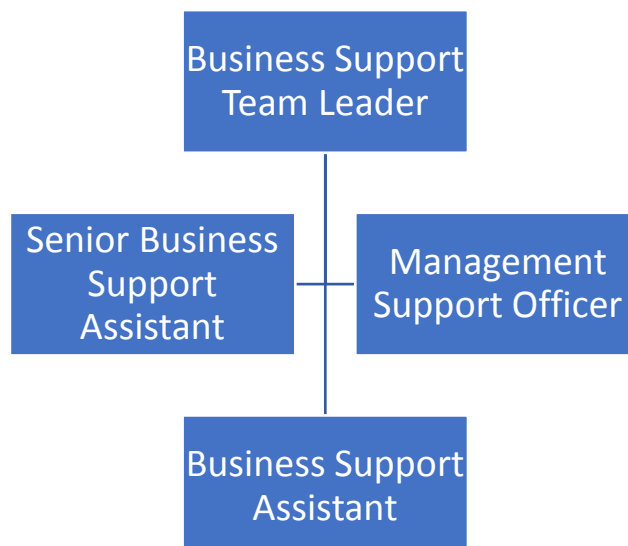 Business Support
Team Leader
Senior Business
Support
Assistant
Management
Support Officer
Business Support
Assistant